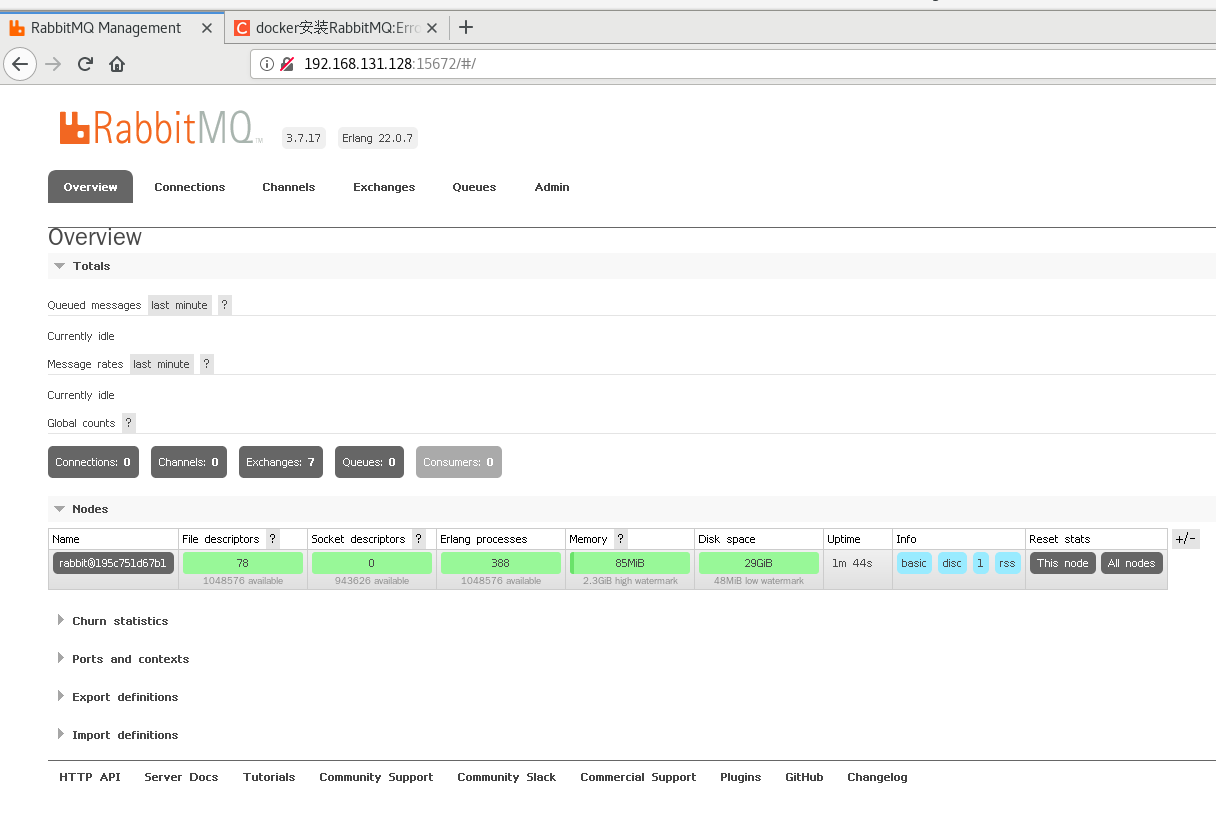 RabbitMQ Management
docker安装RabbitMQ:Erro
192.168.131.128:15672/#/
RabbitMQ TM 3.7.17 Erlang 22.0.7
Overview Connections Channels Exchanges Queues Admin
Overview
Totals
Queued messages last minute ?
Currently idle
Message rates last minute ?
Currently idle
Global counts ?
Connections: 0 Channels: 0 Exchanges: 7 Queues: 0 Consumers: 0
Nodes
Name File descriptors ? Socket descriptors ? Erlang processes Memory ? Disk space Uptime Info Reset stats +/-
rabbit@195c751d67b1 78 0 388 85MiB 29GiB 1m 44s basic disc 1 rss This node All nodes
1048576 available 943626 available 1048576 available 2.3GiB high watermark 48MiB low watermark
Churn statistics
Ports and contexts
Export definitions
Import definitions
HTTP API Server Docs Tutorials Community Support Community Slack Commercial Support Plugins GitHub Changelog